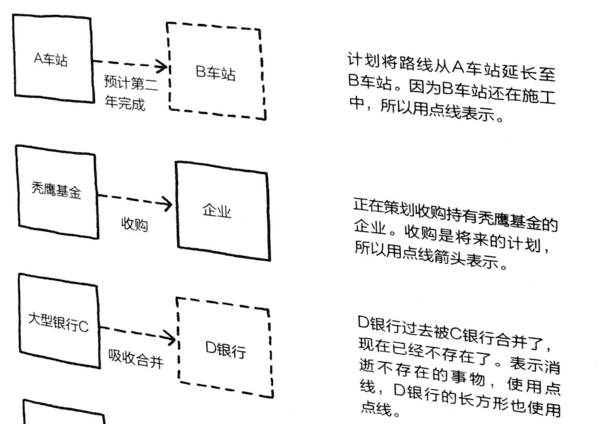 A车站
预计第二
年完成
B车站
计划将路线从A车站延长至
B车站。因为B车站还在施工
中，所以用点线表示。
秃鹰基金
收购
企业
正在策划收购持有秃鹰基金的
企业。收购是将来的计划，
所以用点线箭头表示。
大型银行C
吸收合并
D银行
D银行过去被C银行合并了，
现在已经不存在了。表示消
逝不存在的事物，使用点
线，D银行的长方形也使用
点线。